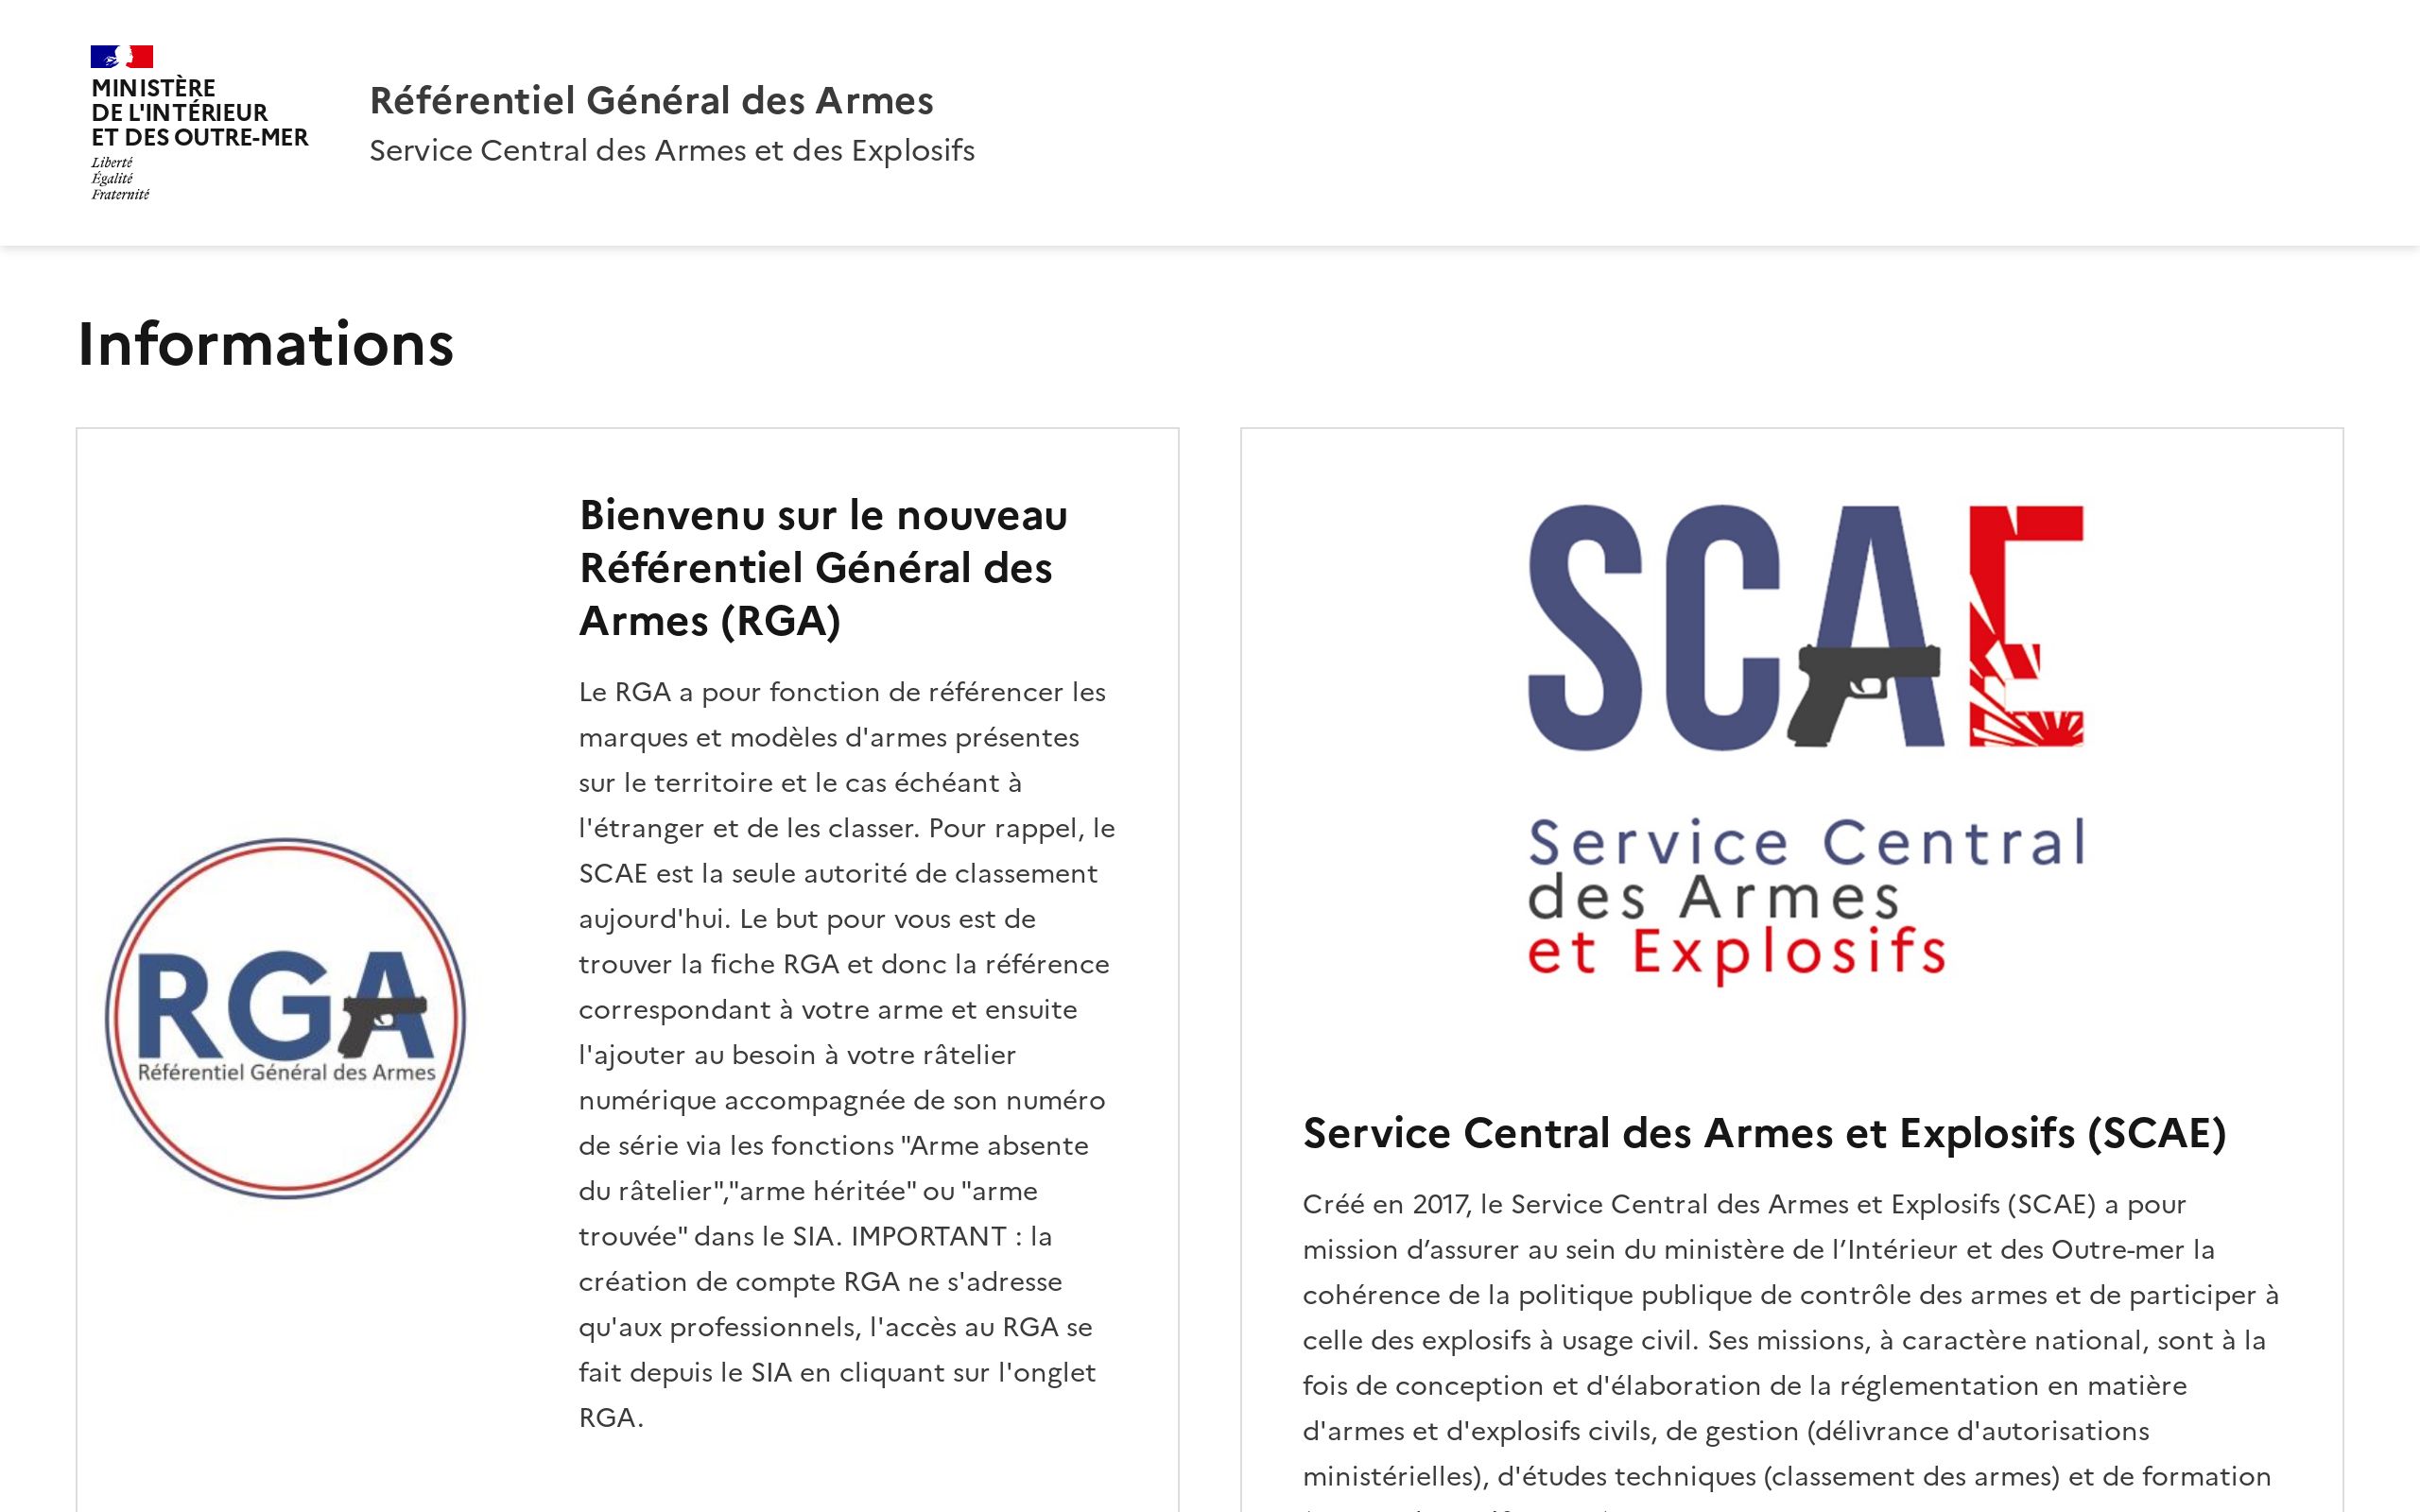 MINISTÈRE
DE L'INTÉRIEUR
ET DES OUTRE-MER
Liberté
Égalité
Fraternité
Référentiel Général des Armes
Service Central des Armes et des Explosifs
Informations
RGA
Référentiel Général des Armes
Bienvenu sur le nouveau
Référentiel Général des
Armes (RGA)
Le RGA a pour fonction de référencer les
marques et modèles d'armes présentes
sur le territoire et le cas échéant à
l'étranger et de les classer. Pour rappel, le
SCAE est la seule autorité de classement
aujourd'hui. Le but pour vous est de
trouver la fiche RGA et donc la référence
correspondant à votre arme et ensuite
l'ajouter au besoin à votre râtelier
numérique accompagnée de son numéro
de série via les fonctions "Arme absente
du râtelier","arme héritée" ou "arme
trouvée" dans le SIA. IMPORTANT : la
création de compte RGA ne s'adresse
qu'aux professionnels, l'accès au RGA se
fait depuis le SIA en cliquant sur l'onglet
RGA.
SCAE
Service Central
des Armes
et Explosifs
Service Central des Armes et Explosifs (SCAE)
Créé en 2017, le Service Central des Armes et Explosifs (SCAE) a pour
mission d’assurer au sein du ministère de l’Intérieur et des Outre-mer la
cohérence de la politique publique de contrôle des armes et de participer à
celle des explosifs à usage civil. Ses missions, à caractère national, sont à la
fois de conception et d'élaboration de la réglementation en matière
d'armes et d'explosifs civils, de gestion (délivrance d'autorisations
ministérielles), d'études techniques (classement des armes) et de formation